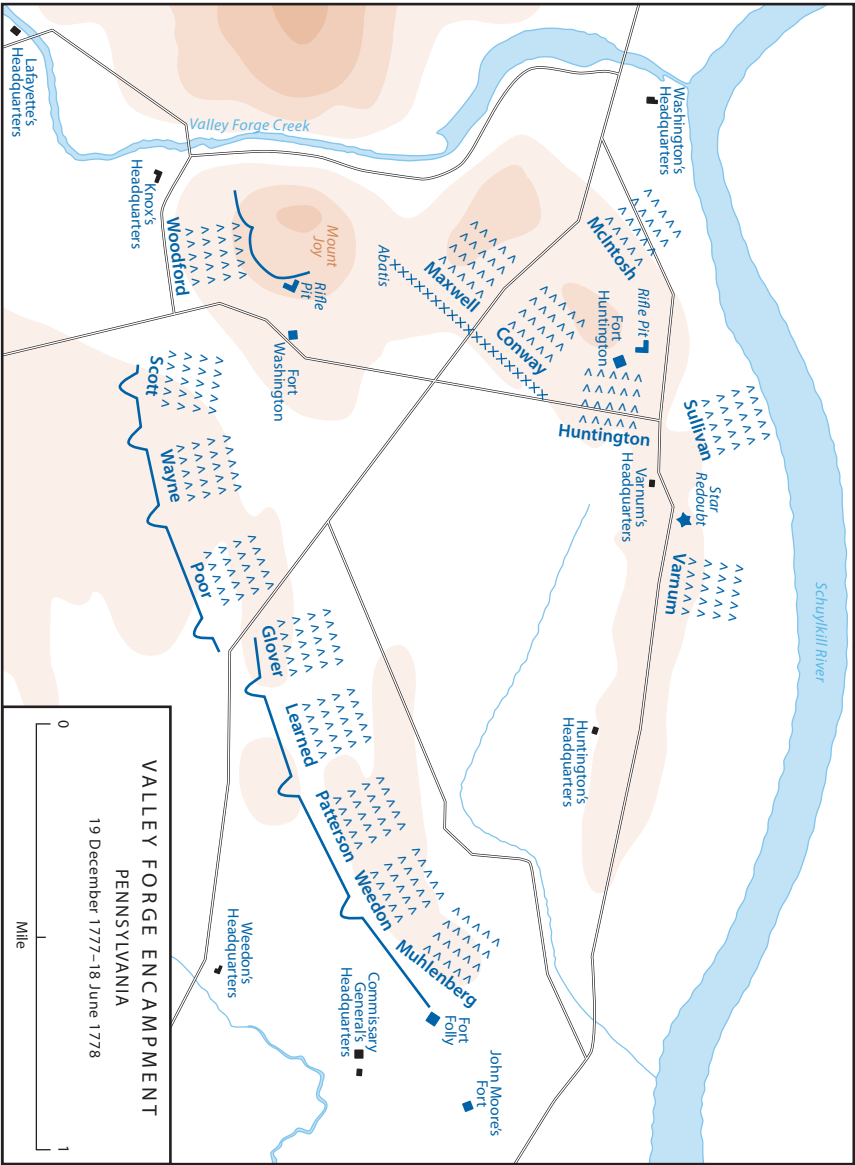 Schuylkill River
Washington's
Headquarters
McIntosh
Rifle Pit
Fort
Huntington
Sullivan
Huntington
Varnum's
Headquarters
Star
Redoubt
Varnum
Huntington's
Headquarters
Valley Forge Creek
Maxwell
Conway
Abatis
Mount
Joy
Rifle
Pit
Fort
Washington
Lafayette's
Headquarters
Knox's
Headquarters
Woodford
Scott
Wayne
Poor
Glover
Learned
Patterson
Weedon
Muhlenberg
Fort
Folly
John Moore's
Fort
Commissary
General's
Headquarters
Weedon's
Headquarters
VALLEY FORGE ENCAMPMENT
PENNSYLVANIA
19 December 1777–18 June 1778
0
1
Mile